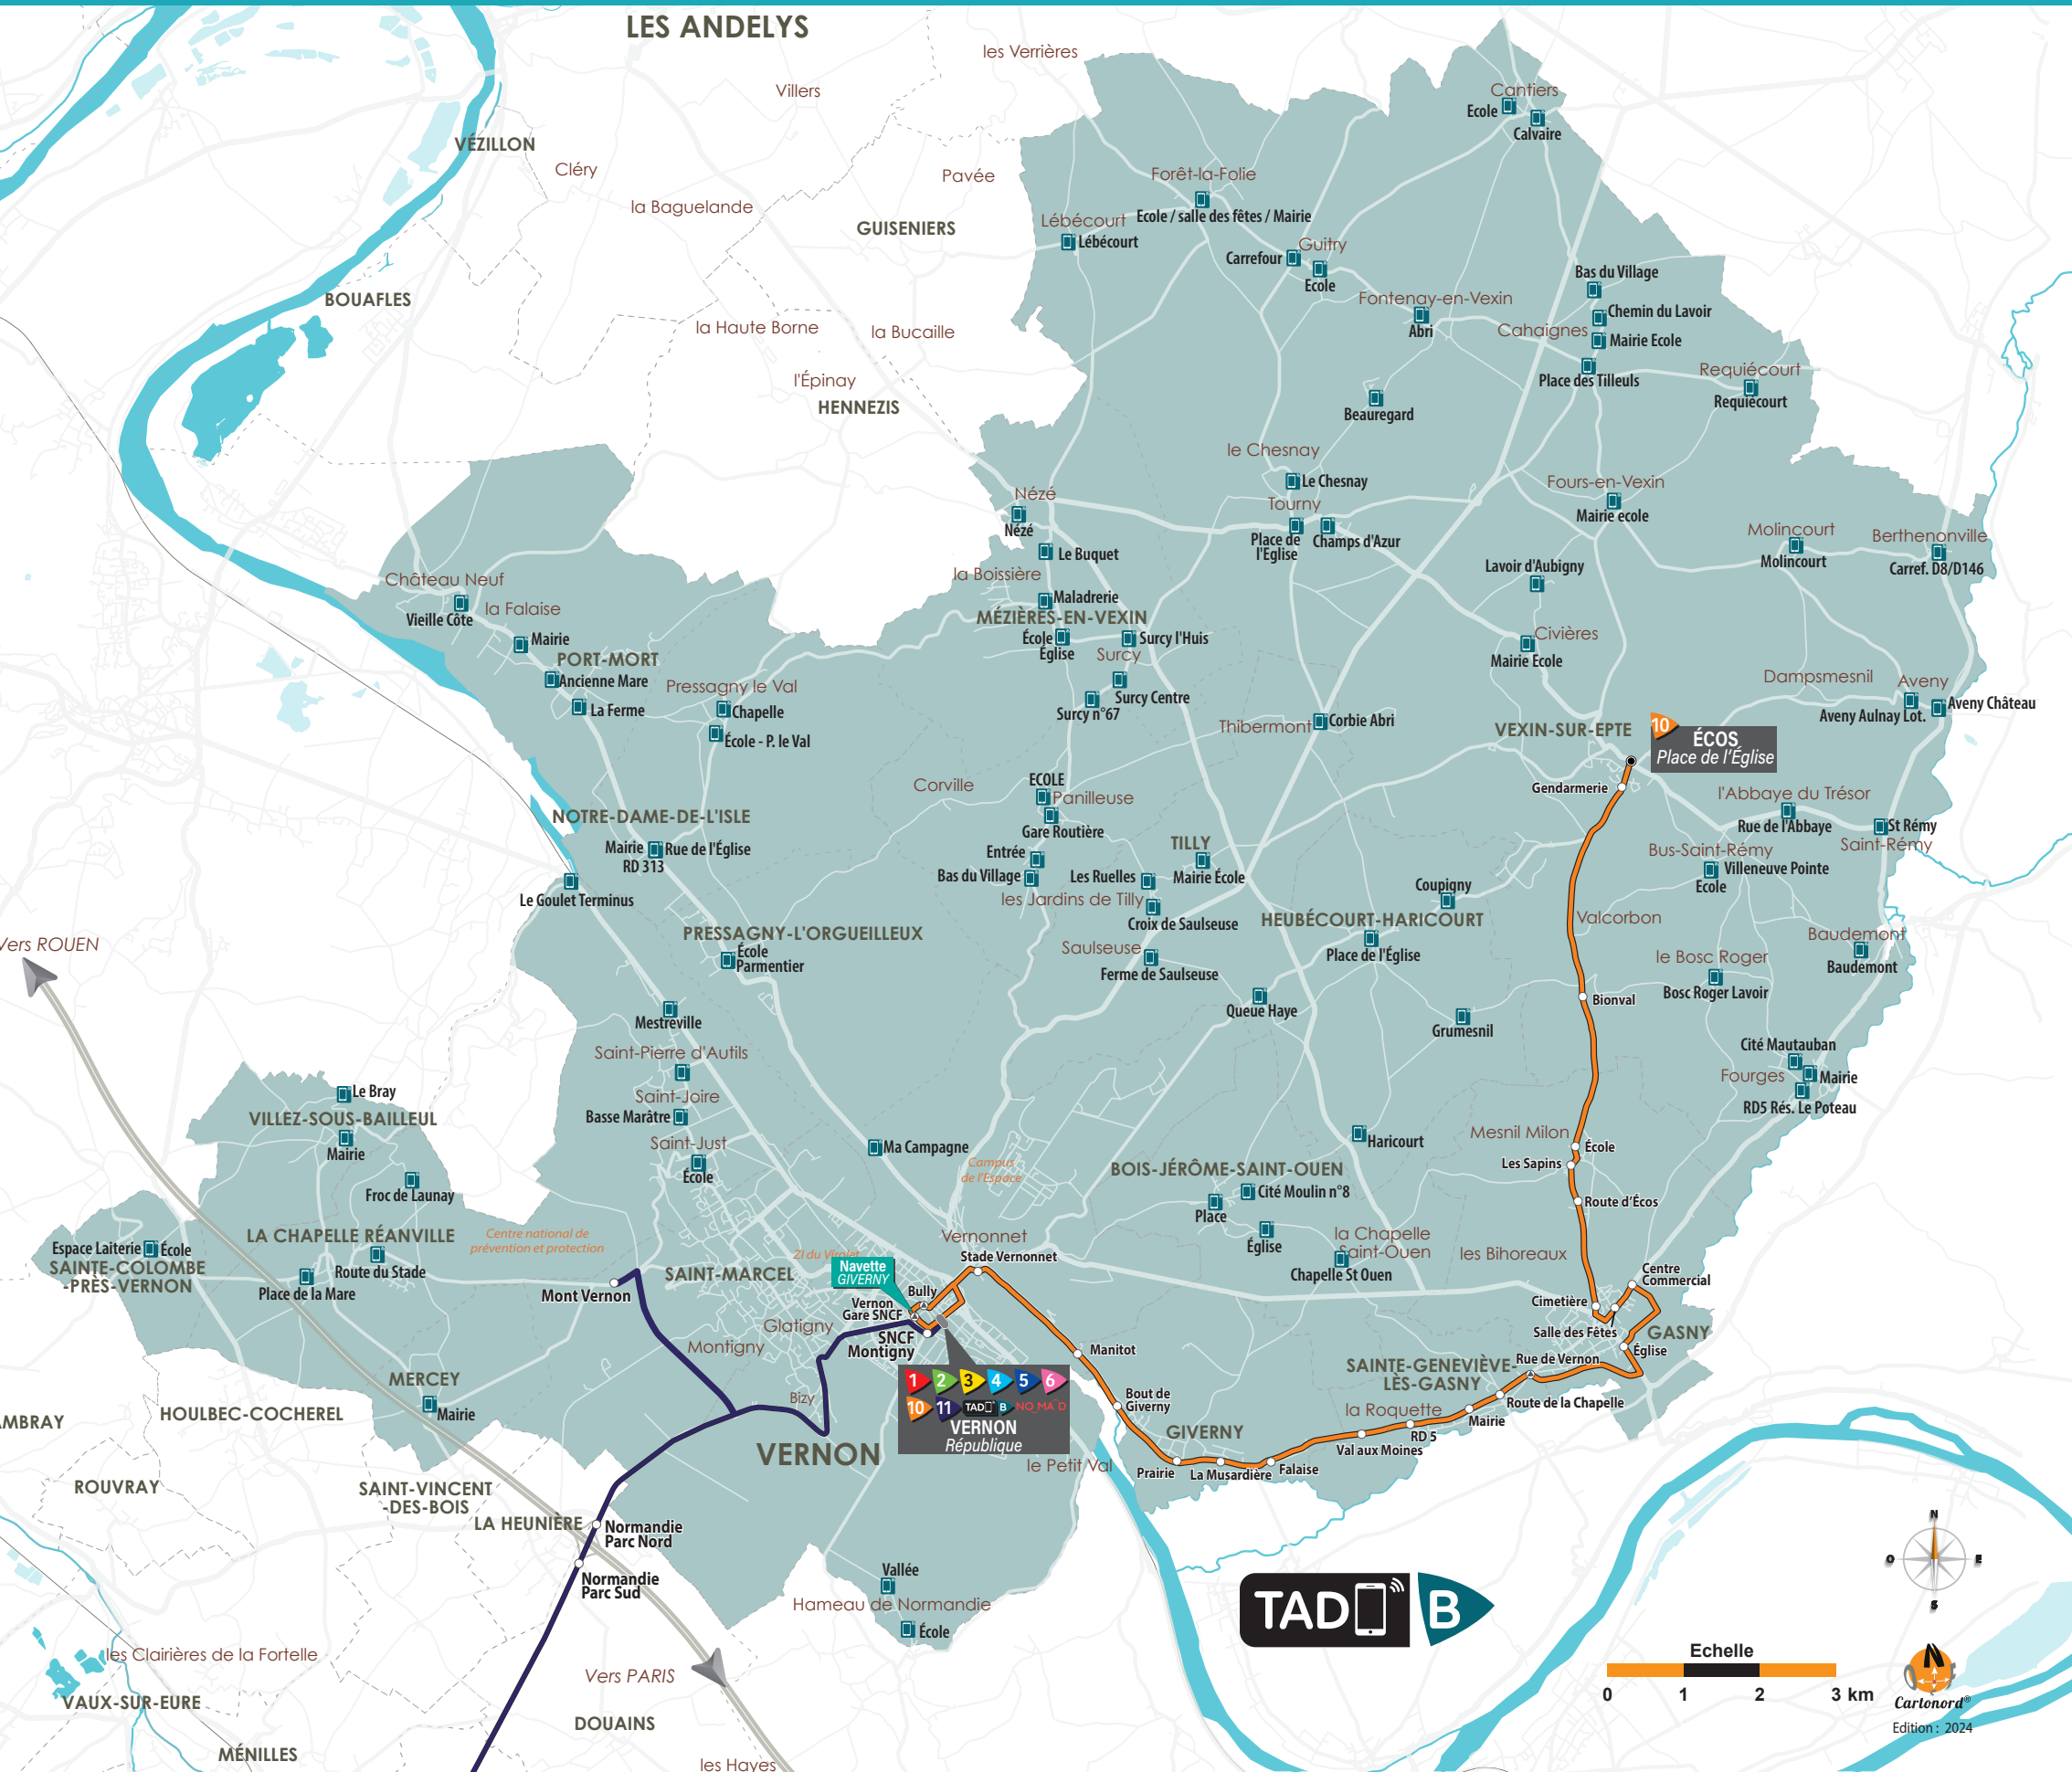 LES ANDELYS
les Verrières
Villers
Cantiers
Ecole
Calvaire
VÉZILLON
Cléry
Pavée
Forêt-la-Folie
la Baguelande
Ecole / salle des fêtes / Mairie
Lébécourt
Lébécourt
GUISENIERS
Guitry
Carrefour
Ecole
Bas du Village
BOUAFLES
Fontenay-en-Vexin
Abri
Chemin du Lavoir
Cahaignes
Mairie Ecole
la Haute Borne
la Bucaille
Place des Tilleuls
Requiécourt
Requiécourt
l'Épinay
HENNEZIS
Beauregard
le Chesnay
Le Chesnay
Fours-en-Vexin
Mairie ecole
Nézé
Nézé
Tourny
Place de
l'Eglise
Champs d'Azur
Molincourt
Molincourt
Berthenonville
Carref. D8/D146
Le Buquet
la Boissière
Lavoir d'Aubigny
Château Neuf
Vieille Côte
la Falaise
Maladrerie
MÉZIÈRES-EN-VEXIN
École
Église
Surcy l'Huis
Surcy
Civières
Mairie Ecole
Mairie
PORT-MORT
Ancienne Mare
La Ferme
Pressagny le Val
Chapelle
École - P. le Val
Surcy Centre
Surcy n°67
Dampsmesnil
Aveny
Aveny Château
Aveny Aulnay Lot.
Thibermont
Corbie Abri
VEXIN-SUR-EPTE
10
ÉCOS
Place de l'Église
Gendarmerie
Corville
ECOLE
Panilleuse
Gare Routière
l'Abbaye du Trésor
Rue de l'Abbaye
St Rémy
Saint-Rémy
NOTRE-DAME-DE-L'ISLE
Mairie
RD 313
Rue de l'Église
Entrée
Bas du Village
TILLY
Mairie École
Les Ruelles
les Jardins de Tilly
Croix de Saulseuse
Bus-Saint-Rémy
Villeneuve Pointe
Ecole
Le Goulet Terminus
Coupigny
HEUBÉCOURT-HARICOURT
Place de l'Église
Valcorbon
PRESSAGNY-L'ORGUEILLEUX
École
Parmentier
Saulseuse
Ferme de Saulseuse
Baudemont
Baudemont
le Bosc Roger
Bosc Roger Lavoir
Vers ROUEN
Queue Haye
Bionval
Grumesnil
Mestreville
Saint-Pierre d'Autils
Cité Mautauban
Fourges
Mairie
RD5 Rés. Le Poteau
Le Bray
VILLEZ-SOUS-BAILLEUL
Mairie
Froc de Launay
Saint-Joire
Basse Marâtre
Saint-Just
École
Ma Campagne
Campus
de l'Espace
Haricourt
Mesnil Milon
École
Les Sapins
Route d'Écos
BOIS-JÉRÔME-SAINT-OUEN
Cité Moulin n°8
Place
Église
la Chapelle
Saint-Ouen
Chapelle St Ouen
les Bihoreaux
Espace Laiterie
École
SAINTE-COLOMBE
-PRÈS-VERNON
LA CHAPELLE RÉANVILLE
Route du Stade
Place de la Mare
Centre national de
prévention et protection
Mont Vernon
ZI du Virolet
SAINT-MARCEL
Navette
GIVERNY
Vernonnet
Stade Vernonnet
Bully
Vernon
Gare SNCF
SNCF
Montigny
Glatigny
Montigny
Bizy
Centre
Commercial
Cimetière
Salle des Fêtes
GASNY
Église
Rue de Vernon
SAINTE-GENEVIÈVE-
LÈS-GASNY
Route de la Chapelle
Manitot
Bout de
Giverny
la Roquette
Mairie
RD 5
Val aux Moines
GIVERNY
Prairie
La Musardière
Falaise
1 2 3 4 5 6
10 11 TAD B NO MA D
VERNON
République
VERNON
le Petit Val
MERCEY
Mairie
HOULBEC-COCHEREL
AMBRAY
ROUVRAY
SAINT-VINCENT
-DES-BOIS
LA HEUNIÈRE
Normandie
Parc Nord
Normandie
Parc Sud
Vallée
Hameau de Normandie
École
les Clairières de la Fortelle
VAUX-SUR-EURE
Vers PARIS
DOUAINS
MÉNILLES
les Hayes
TAD B
N
O
E
S
Echelle
0 1 2 3 km
Cartonord®
Edition : 2024